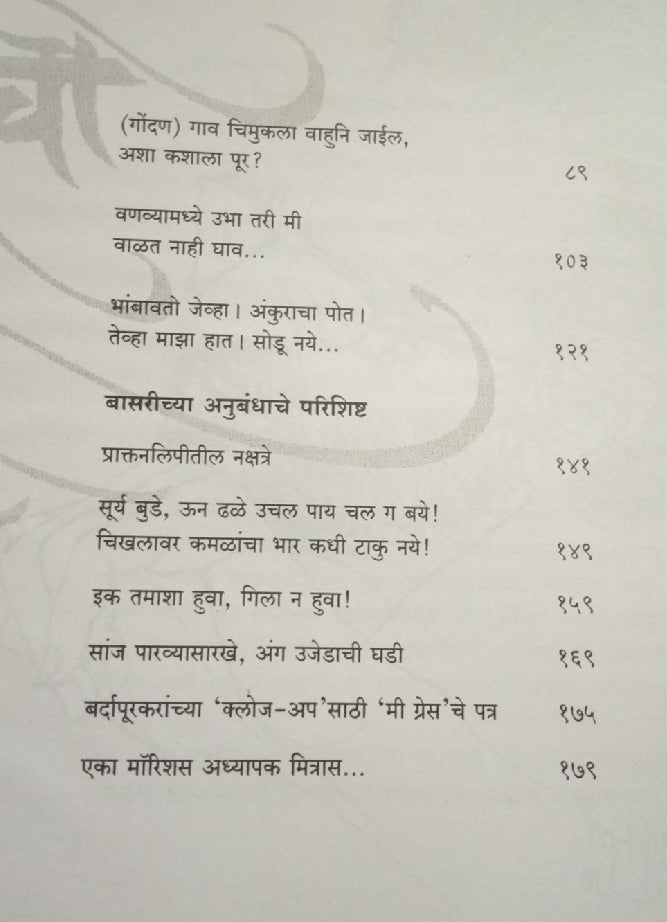 ची
(गोंदण) गाव चिमुकला वाहुनि जाईल,
अशा कशाला पूर? ८९
वणव्यामध्ये उभा तरी मी
वाळत नाही घाव... १०३
भांबावतो जेव्हा। अंकुराचा पोत।
तेव्हा माझा हात। सोडू नये... १२१
बासरीच्या अनुबंधाचे परिशिष्ट
प्राक्तनलिपीतील नक्षत्रे १४१
सूर्य बुडे, ऊन ढळे उचल पाय चल ग बये!
चिखलावर कमळांचा भार कधी टाकु नये! १४९
इक तमाशा हुवा, गिला न हुवा! १५९
सांज पारव्यासारखे, अंग उजेडाची घडी १६९
बर्दापूरकरांच्या ‘क्लोज-अप’साठी ‘मी ग्रेस’चे पत्र १७५
एका मॉरिशस अध्यापक मित्रास... १७९